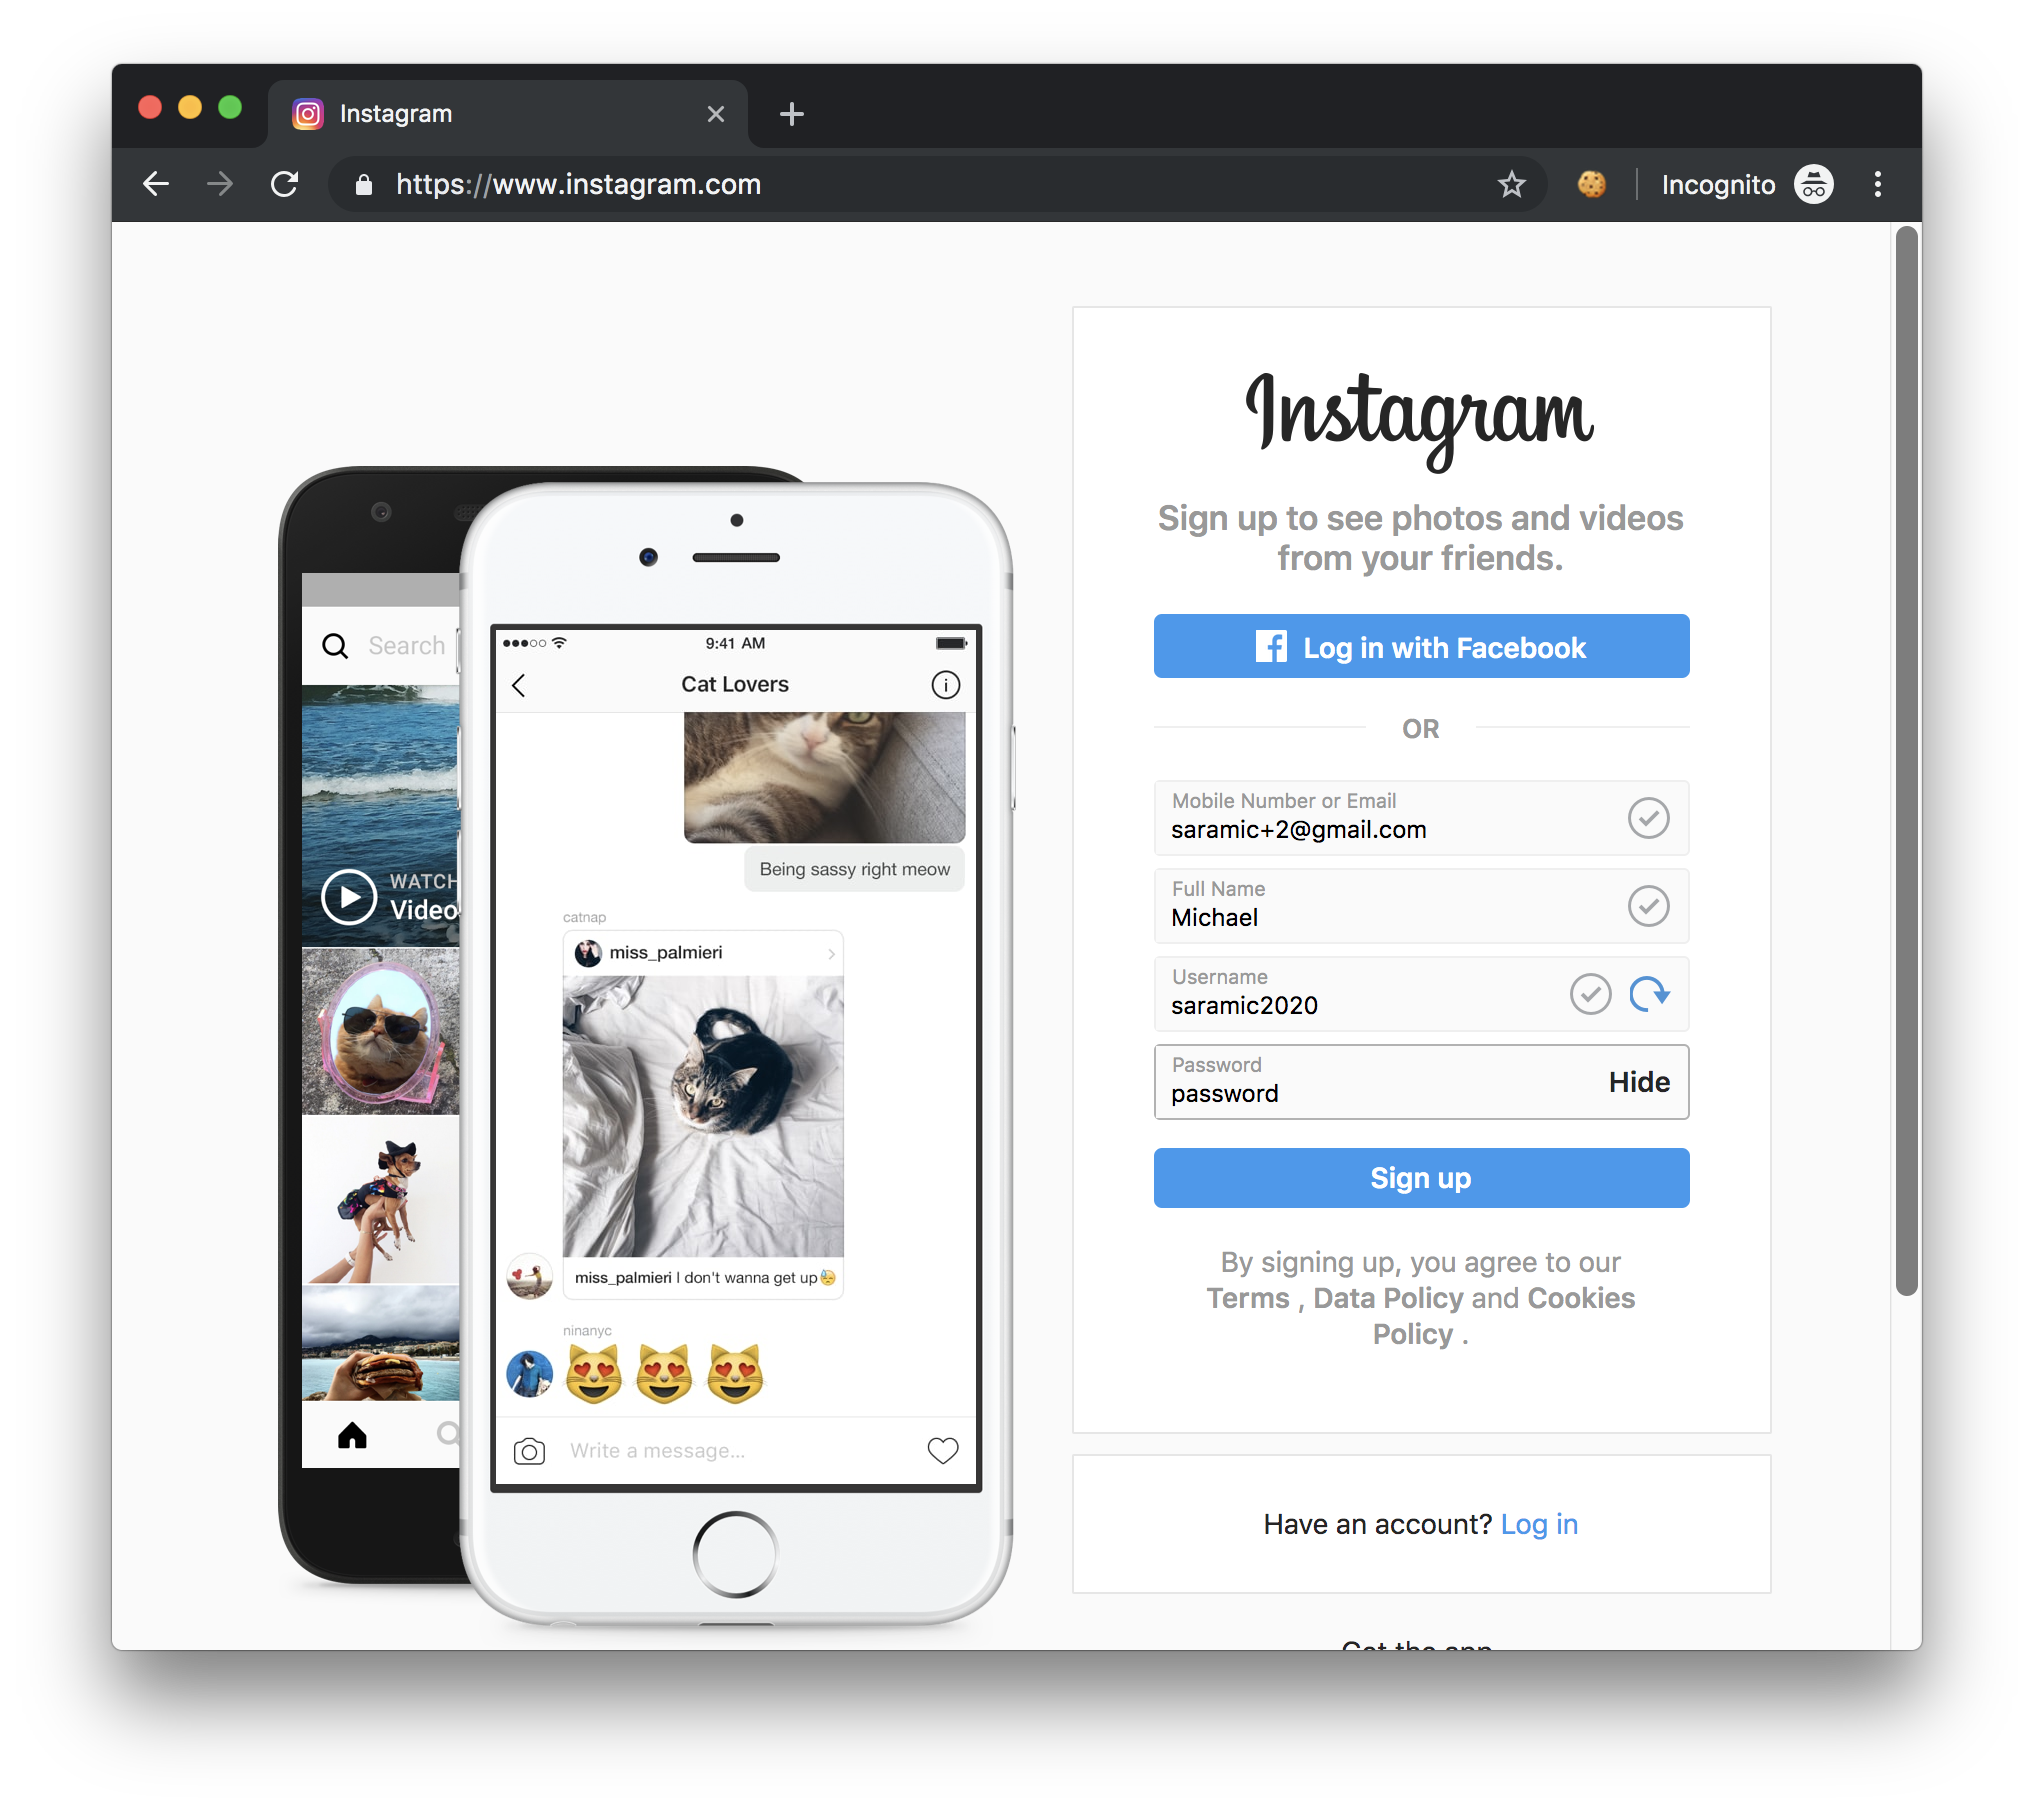 Instagram
https://www.instagram.com
Incognito
Search
WATCH
Video
9:41 AM
Cat Lovers
Being sassy right meow
catnap
miss_palmieri
miss_palmieri I don't wanna get up😓
ninanyc
😻 😻 😻
Write a message...
Instagram
Sign up to see photos and videos
from your friends.
Log in with Facebook
OR
Mobile Number or Email
saramic+2@gmail.com
Full Name
Michael
Username
saramic2020
Password
password
Hide
Sign up
By signing up, you agree to our
Terms , Data Policy and Cookies
Policy .
Have an account? Log in
Get the app